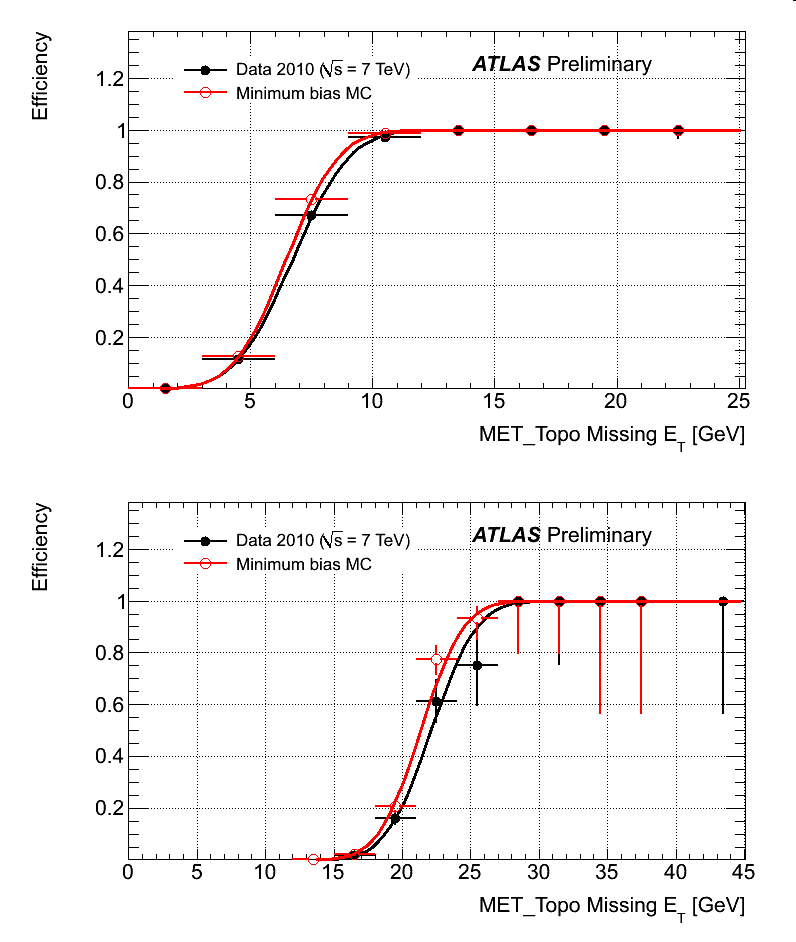 Efficiency
Data 2010 (√s = 7 TeV)
Minimum bias MC
ATLAS Preliminary
1.2
1
0.8
0.6
0.4
0.2
0 5 10 15 20 25
MET_Topo Missing E_T [GeV]
Efficiency
Data 2010 (√s = 7 TeV)
Minimum bias MC
ATLAS Preliminary
1.2
1
0.8
0.6
0.4
0.2
0 5 10 15 20 25 30 35 40 45
MET_Topo Missing E_T [GeV]